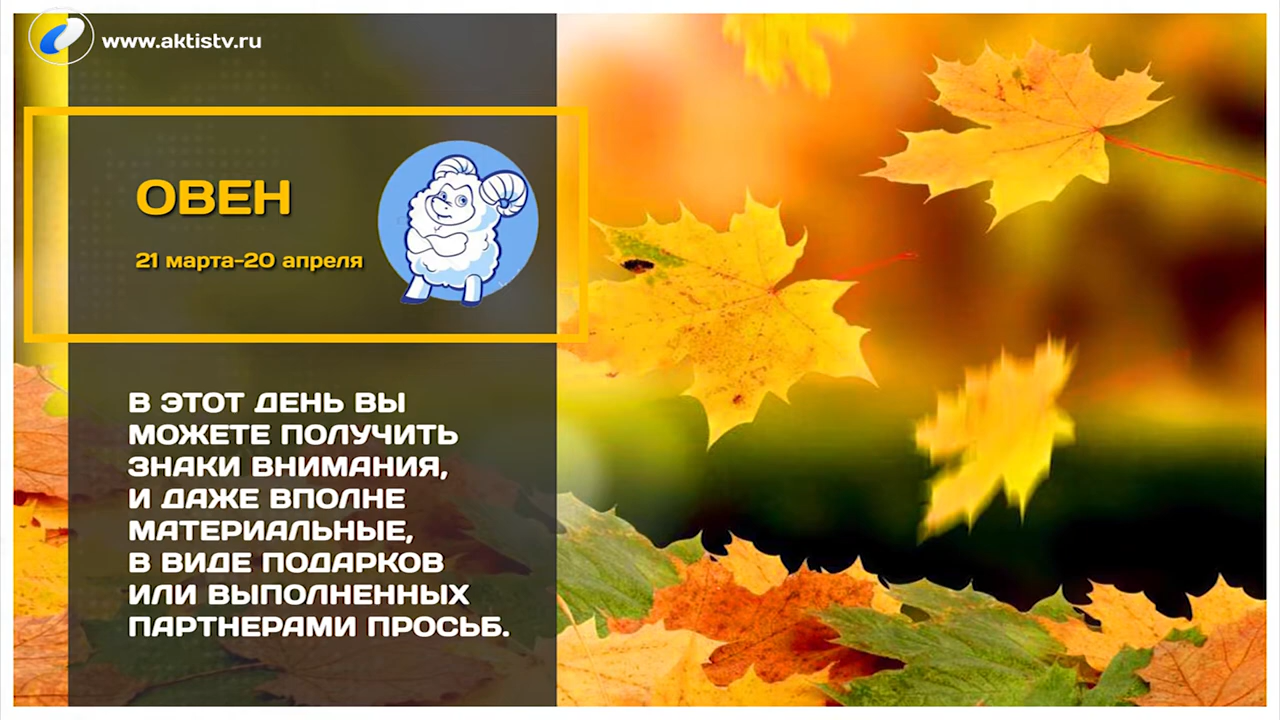 www.aktistv.ru
ОВЕН
21 марта-20 апреля
В ЭТОТ ДЕНЬ ВЫ
МОЖЕТЕ ПОЛУЧИТЬ
ЗНАКИ ВНИМАНИЯ,
И ДАЖЕ ВПОЛНЕ
МАТЕРИАЛЬНЫЕ,
В ВИДЕ ПОДАРКОВ
ИЛИ ВЫПОЛНЕННЫХ
ПАРТНЕРАМИ ПРОСЬБ.